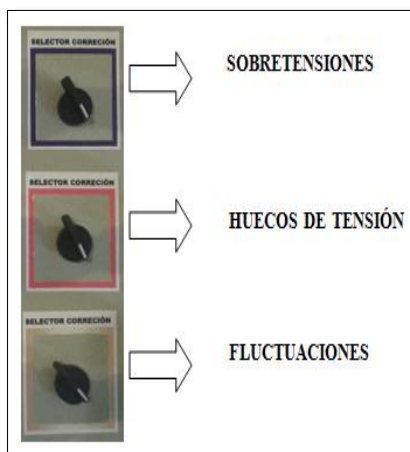 SELECTOR CORRECIÓN
SOBRETENSIONES
SELECTOR CORRECIÓN
HUECOS DE TENSIÓN
SELECTOR CORRECIÓN
FLUCTUACIONES